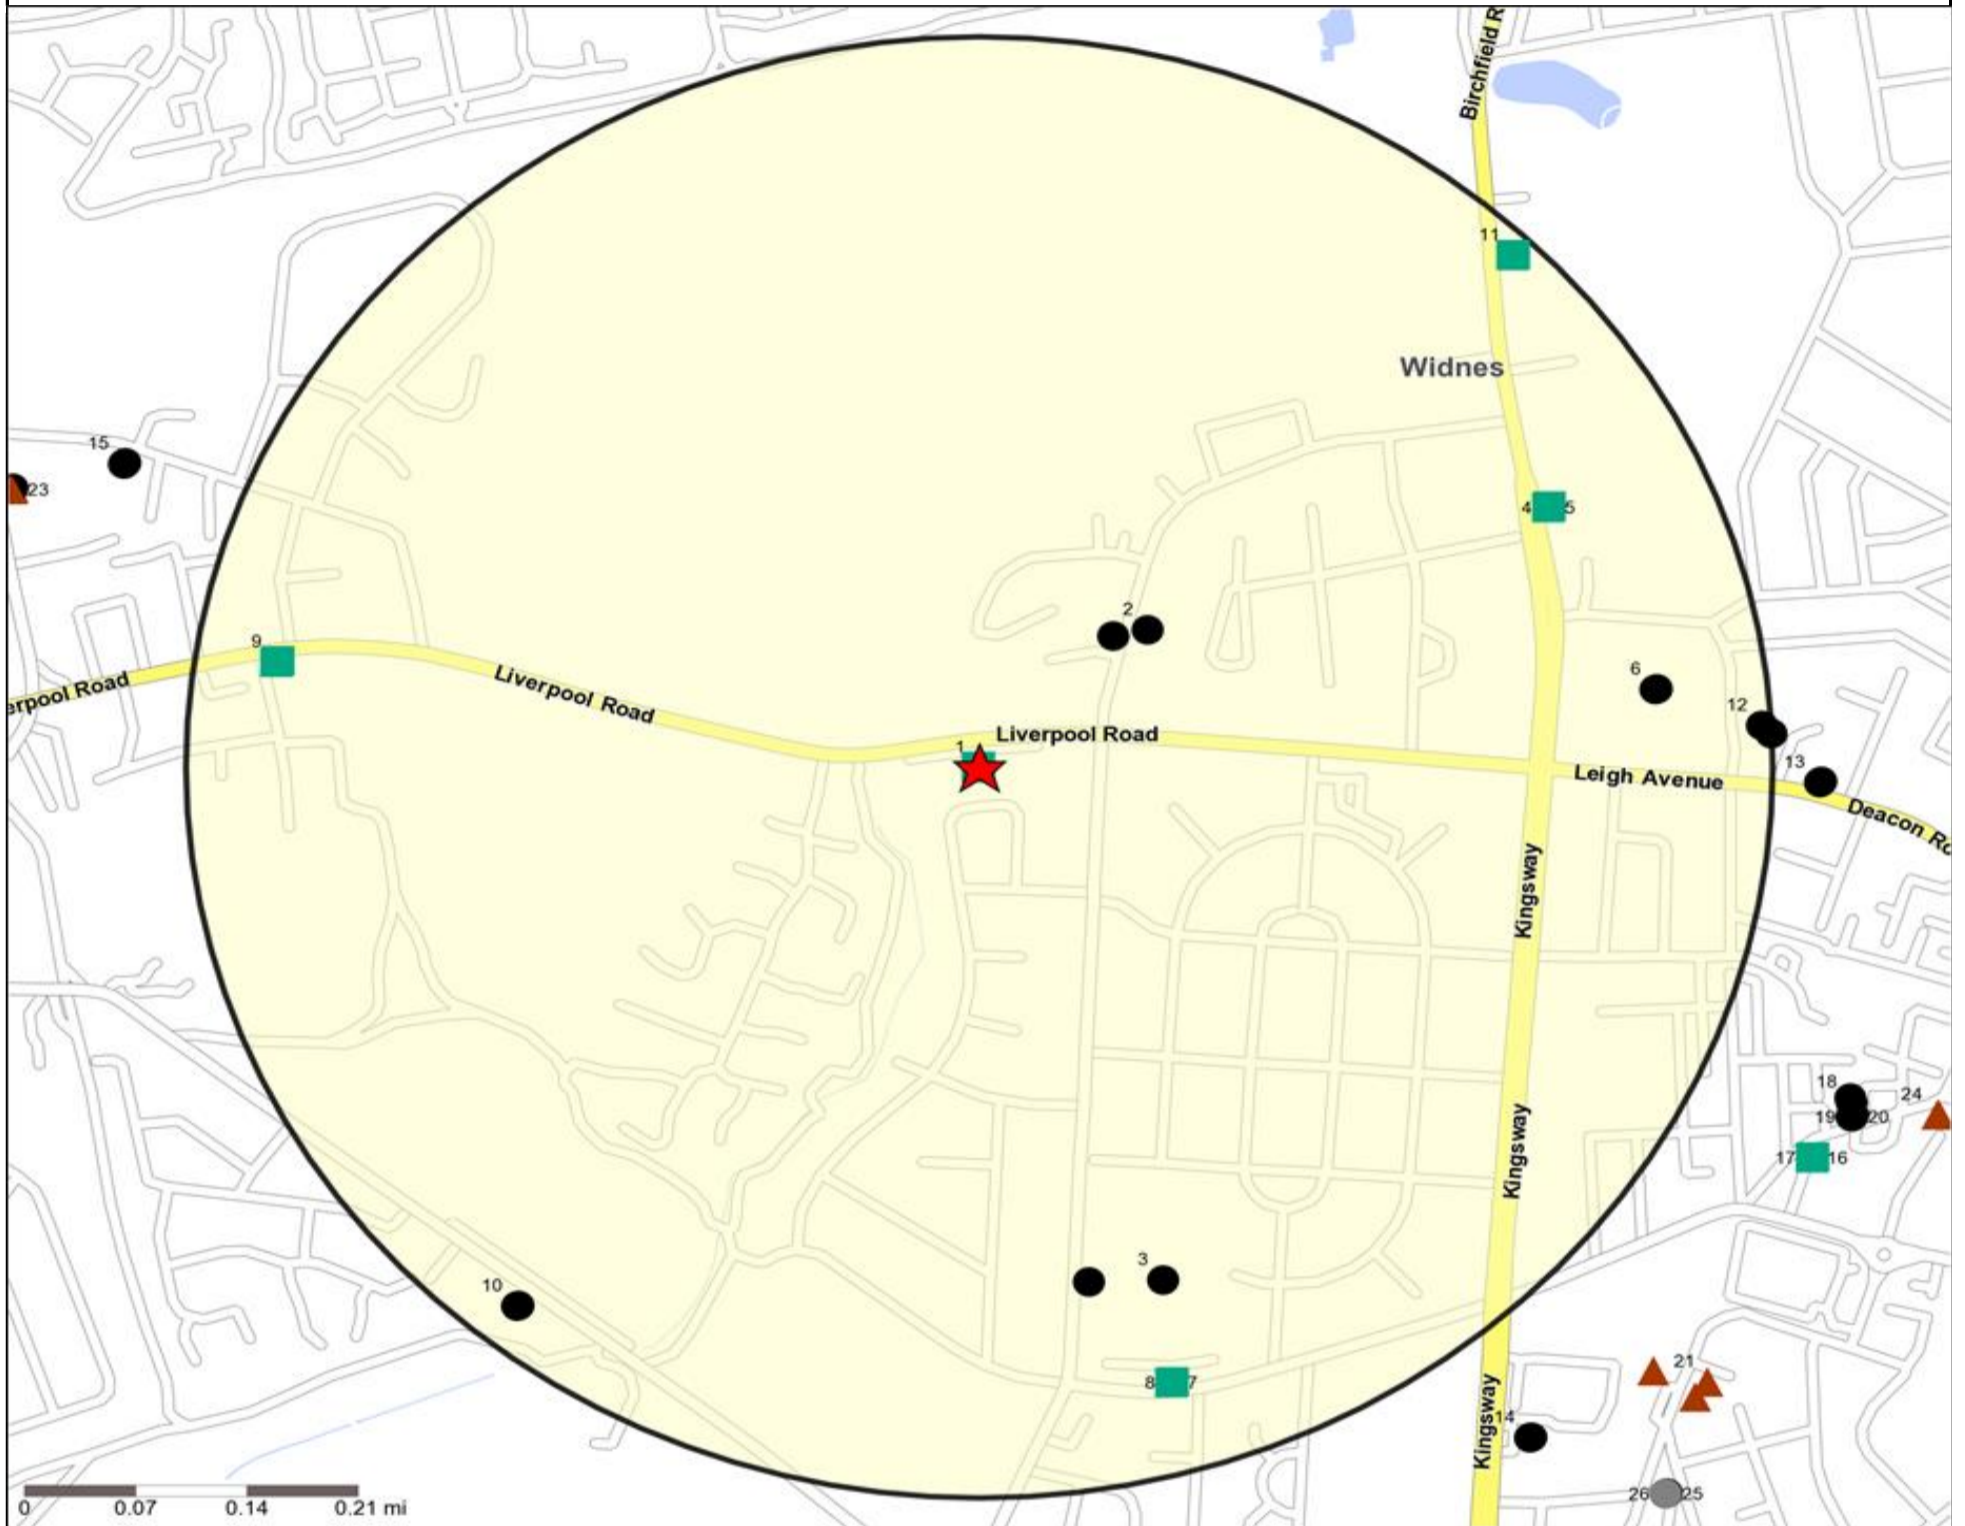 Birchfield R
11
Widnes
15
23
4 5
2
9
6
erpool Road
Liverpool Road
12
Liverpool Road
1
13
Leigh Avenue
Deacon Ro
Kingsway
18
24
19 20
Kingsway
17 16
3
10
21
8 7
Kingsway
14
26 25
0 0.07 0.14 0.21 mi